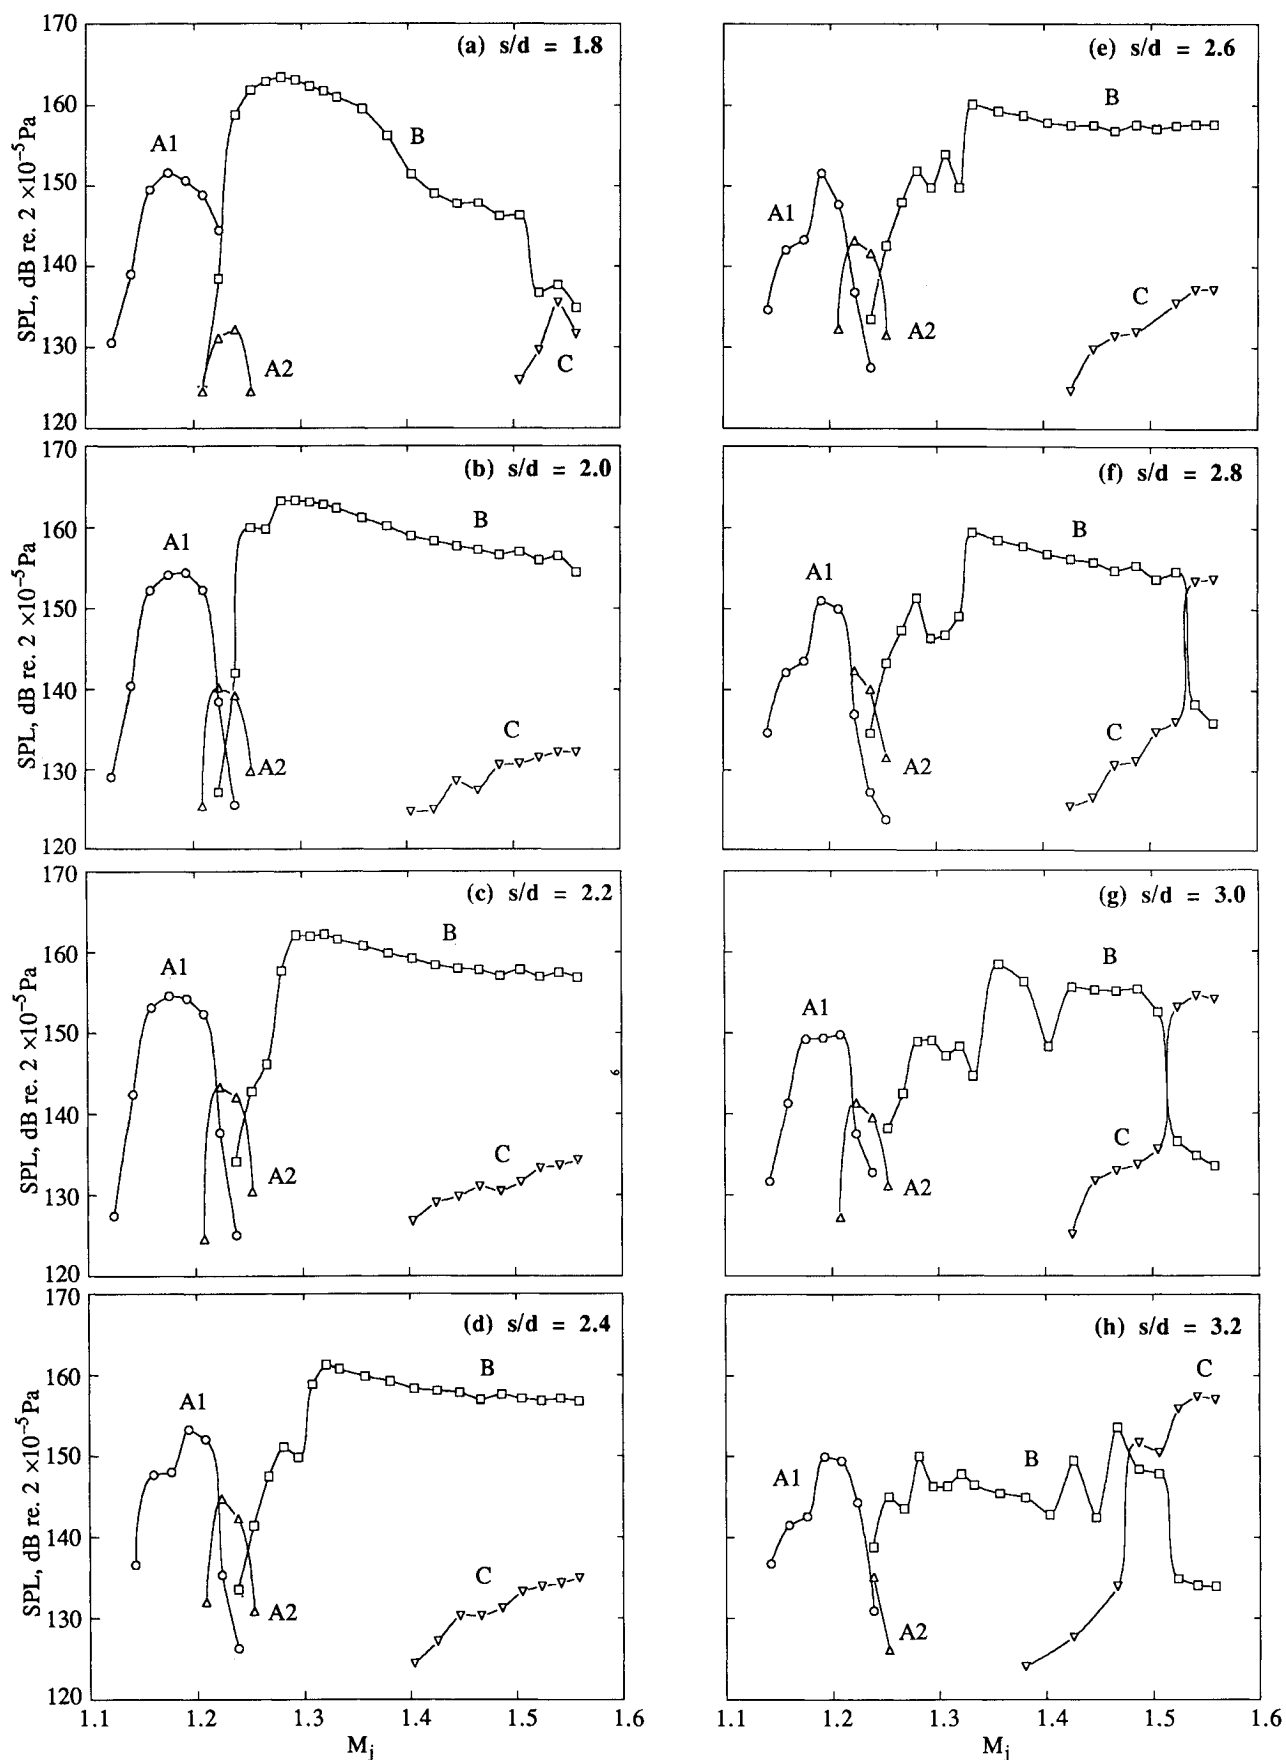 170
160
150
140
130
120
SPL, dB re. 2 ×10⁻⁵Pa
(a) s/d = 1.8
A1
B
A2
C
170
160
150
140
130
120
SPL, dB re. 2 ×10⁻⁵Pa
(b) s/d = 2.0
A1
B
A2
C
170
160
150
140
130
120
SPL, dB re. 2 ×10⁻⁵Pa
(c) s/d = 2.2
A1
B
A2
C
170
160
150
140
130
120
SPL, dB re. 2 ×10⁻⁵Pa
(d) s/d = 2.4
A1
B
A2
C
1.1 1.2 1.3 1.4 1.5 1.6
Mj
(e) s/d = 2.6
B
A1
A2
C
(f) s/d = 2.8
B
A1
A2
C
(g) s/d = 3.0
B
A1
A2
C
(h) s/d = 3.2
C
B
A1
A2
1.1 1.2 1.3 1.4 1.5 1.6
Mj